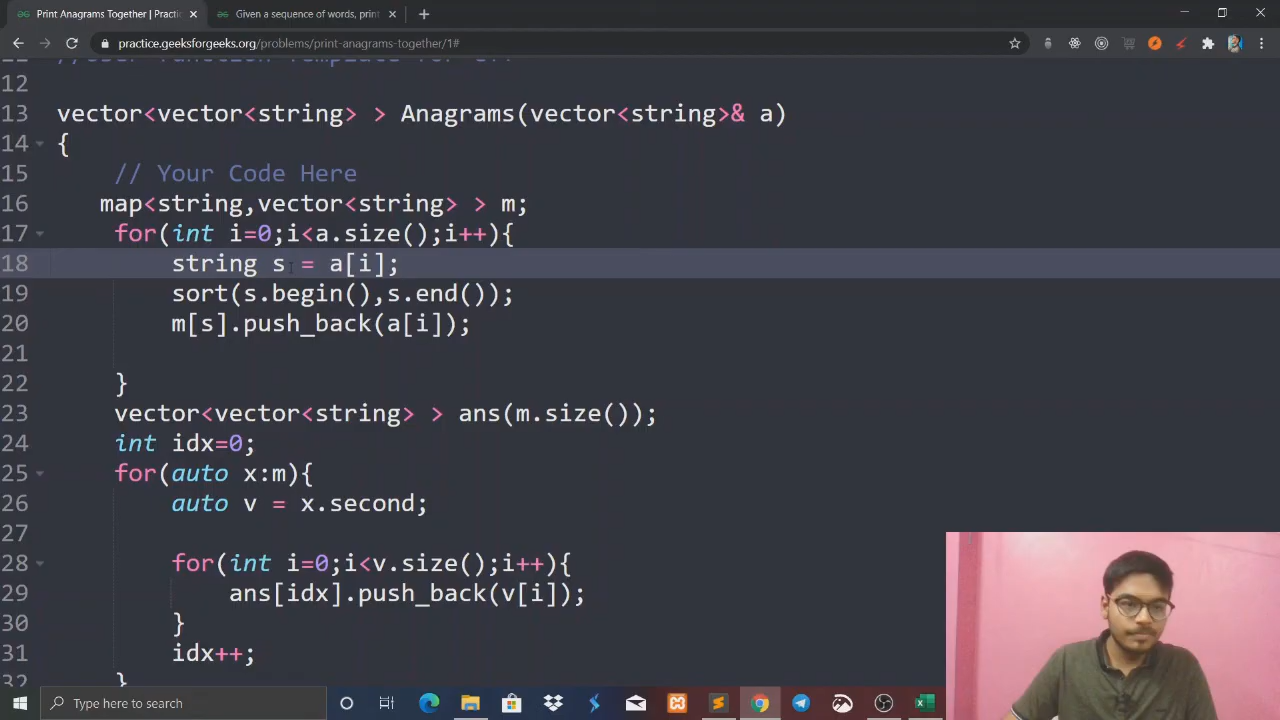 Print Anagrams Together | Practi
Given a sequence of words, print
practice.geeksforgeeks.org/problems/print-anagrams-together/1#
12
13 vector<vector<string> > Anagrams(vector<string>& a)
14 {
15 // Your Code Here
16 map<string,vector<string> > m;
17 for(int i=0;i<a.size();i++){
18 string s = a[i];
19 sort(s.begin(),s.end());
20 m[s].push_back(a[i]);
21
22 }
23 vector<vector<string> > ans(m.size());
24 int idx=0;
25 for(auto x:m){
26 auto v = x.second;
27
28 for(int i=0;i<v.size();i++){
29 ans[idx].push_back(v[i]);
30 }
31 idx++;
32 }
Type here to search